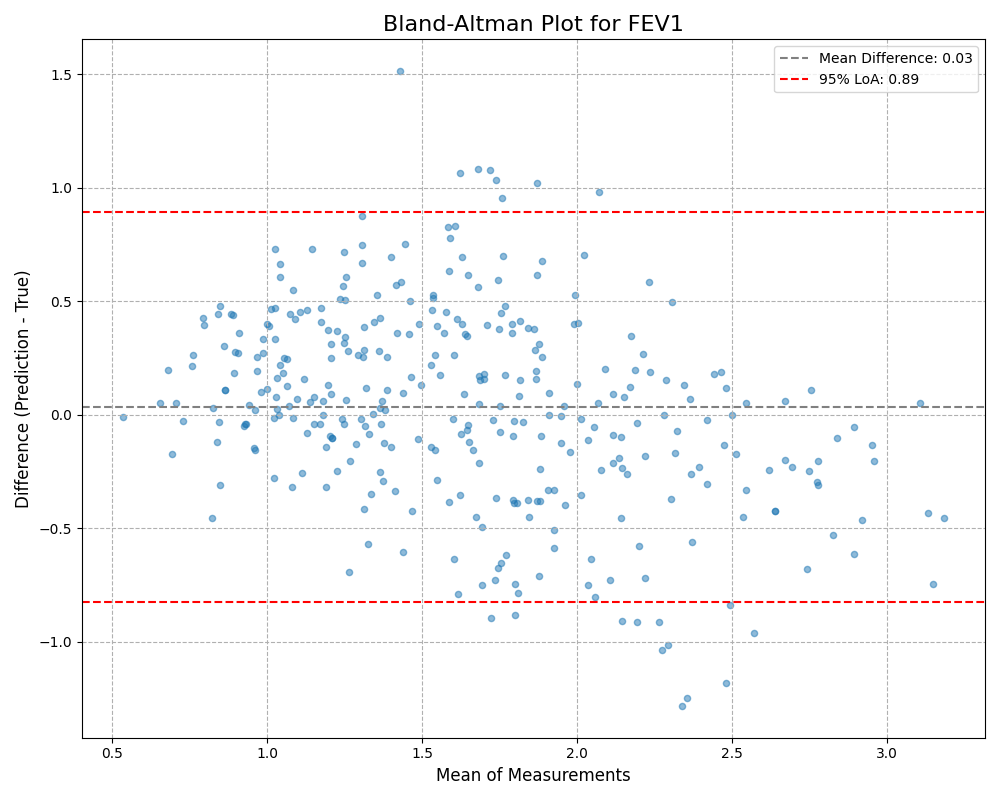 Bland-Altman Plot for FEV1
Mean Difference: 0.03
95% LoA: 0.89
Difference (Prediction - True)
1.5
1.0
0.5
0.0
−0.5
−1.0
0.5 1.0 1.5 2.0 2.5 3.0
Mean of Measurements